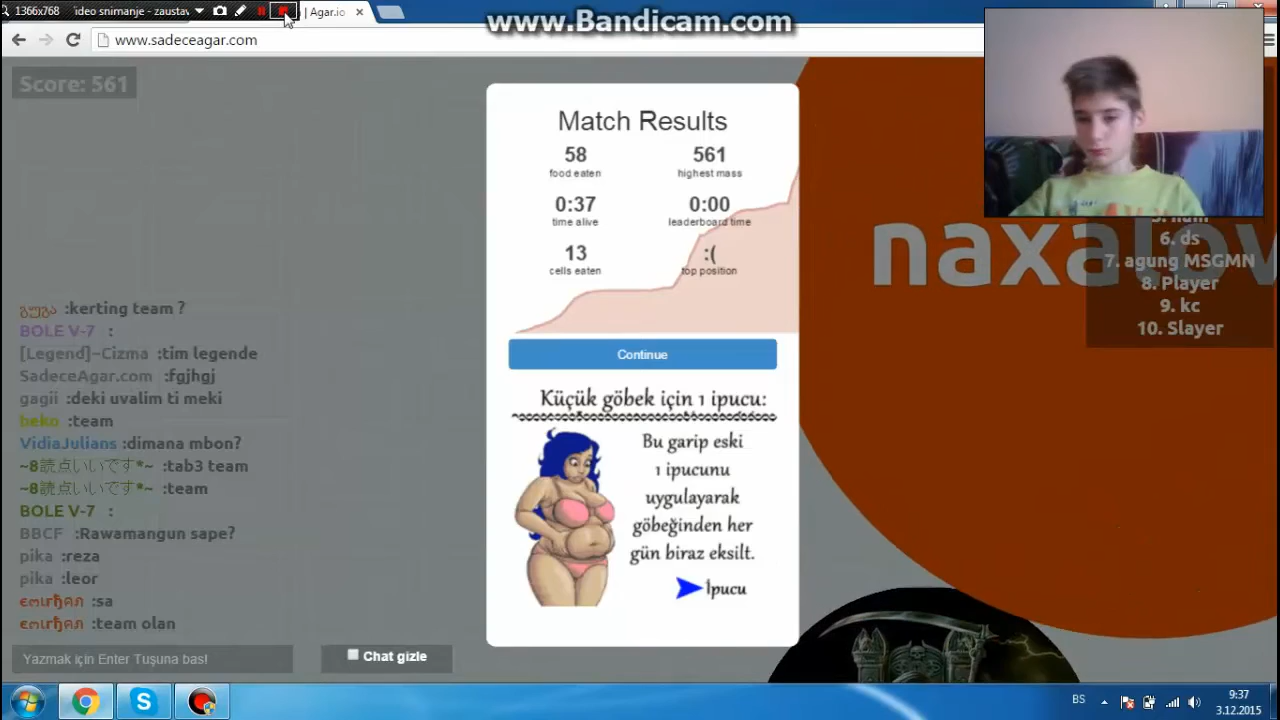 1366x768
ideo snimanje - zaustav
| Agar.io
www.Bandicam.com
www.sadeceagar.com
Score: 561
Match Results
58
561
food eaten
highest mass
0:37
0:00
time alive
leaderboard time
13
:(
cells eaten
top position
Continue
Küçük göbek için 1 ipucu:
Bu garip eski
1 ipucunu
uygulayarak
göbeğinden her
gün biraz eksilt.
İpucu
naxalov
6. ds
7. agung MSGMN
8. Player
9. kc
10. Slayer
გუგა :kerting team ?
BOLE V-7 :
[Legend]~Cizma :tim legende
SadeceAgar.com :fgjhgj
gagii :deki uvalim ti meki
beko :team
VidiaJulians :dimana mbon?
~8読点いいです*~ :tab3 team
~8読点いいです*~ :team
BOLE V-7 :
BBCF :Rawamangun sape?
pika :reza
pika :leor
:sa
:team olan
Yazmak için Enter Tuşuna bas!
Chat gizle
BS
9:37
3.12.2015